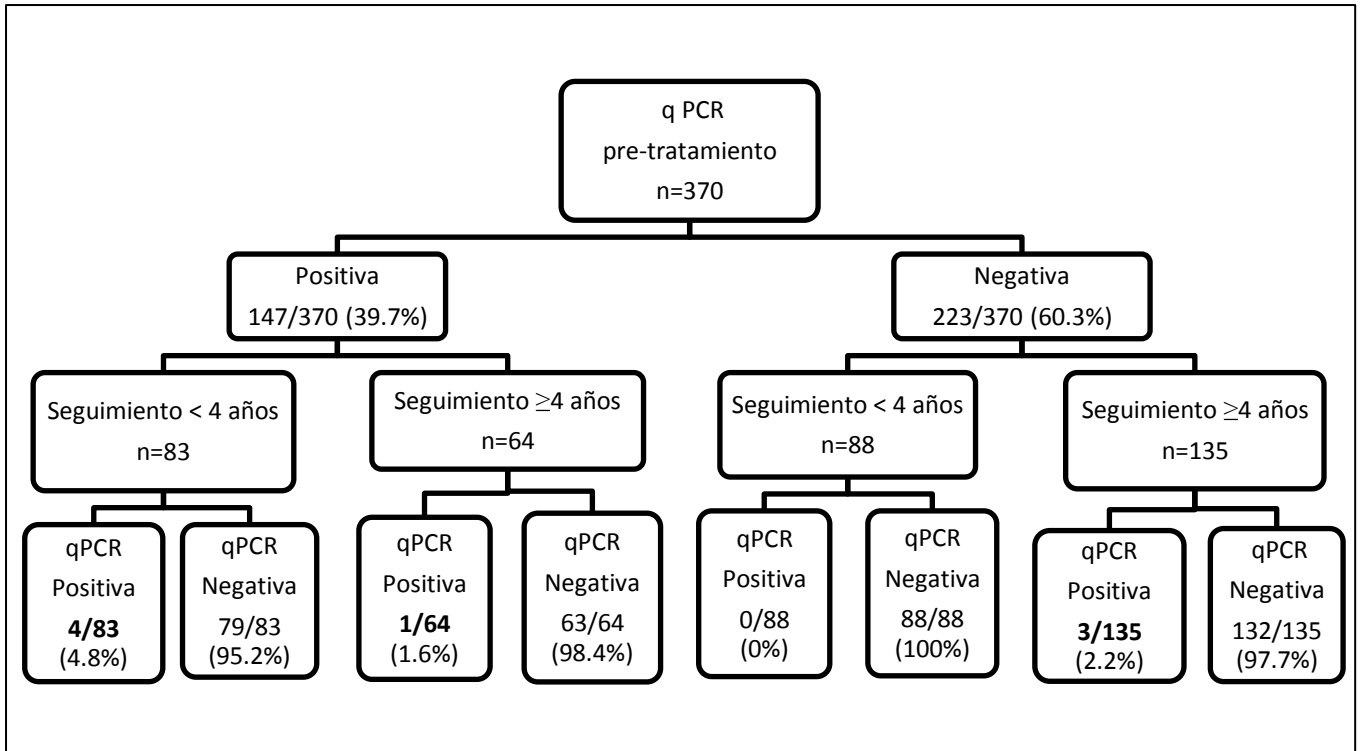 q PCR
pre-tratamiento
n=370
Positiva
147/370 (39.7%)
Negativa
223/370 (60.3%)
Seguimiento < 4 años
n=83
Seguimiento ≥4 años
n=64
Seguimiento < 4 años
n=88
Seguimiento ≥4 años
n=135
qPCR
Positiva
4/83
(4.8%)
qPCR
Negativa
79/83
(95.2%)
qPCR
Positiva
1/64
(1.6%)
qPCR
Negativa
63/64
(98.4%)
qPCR
Positiva
0/88
(0%)
qPCR
Negativa
88/88
(100%)
qPCR
Positiva
3/135
(2.2%)
qPCR
Negativa
132/135
(97.7%)